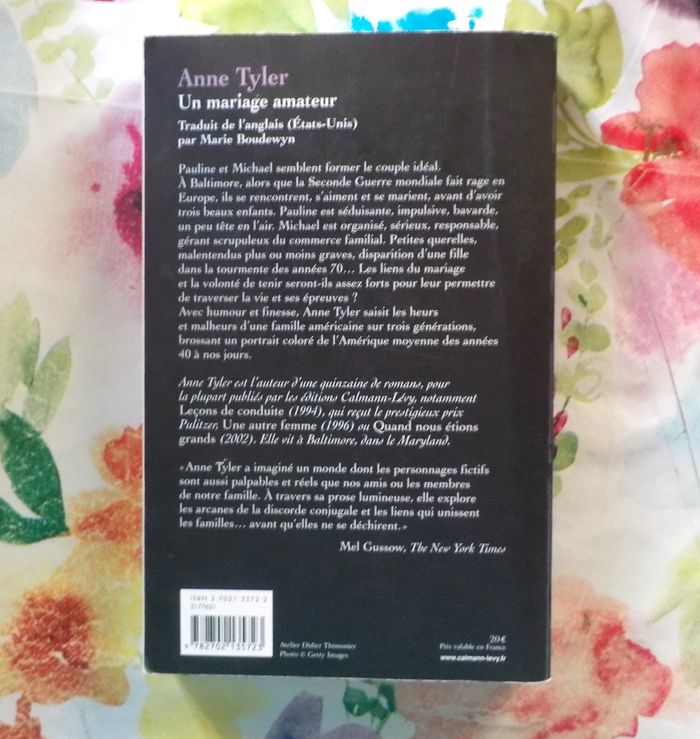 Anne Tyler
Un mariage amateur
Traduit de l'anglais (États-Unis)
par Marie Boudewyn
Pauline et Michael semblent former le couple idéal.
À Baltimore, alors que la Seconde Guerre mondiale fait rage en
Europe, ils se rencontrent, s'aiment et se marient, avant d'avoir
trois beaux enfants. Pauline est séduisante, impulsive, bavarde,
un peu tête en l'air. Michael est organisé, sérieux, responsable,
gérant scrupuleux du commerce familial. Petites querelles,
malentendus plus ou moins graves, disparition d'une fille
dans la tourmente des années 70... Les liens du mariage
et la volonté de tenir seront-ils assez forts pour leur permettre
de traverser la vie et ses épreuves ?
Avec humour et finesse, Anne Tyler saisit les heurs
et malheurs d'une famille américaine sur trois générations,
brossant un portrait coloré de l'Amérique moyenne des années
40 à nos jours.
Anne Tyler est l'auteur d'une quinzaine de romans, pour
la plupart publiés par les éditions Calmann-Lévy, notamment
Leçons de conduite (1994), qui reçut le prestigieux prix
Pulitzer, Une autre femme (1996) ou Quand nous étions
grands (2002). Elle vit à Baltimore, dans le Maryland.
« Anne Tyler a imaginé un monde dont les personnages fictifs
sont aussi palpables et réels que nos amis ou les membres
de notre famille. À travers sa prose lumineuse, elle explore
les arcanes de la discorde conjugale et les liens qui unissent
les familles... avant qu'elles ne se déchirent. »
Mel Gussow, The New York Times
ISBN 2-7021-3572-2
5177621
9 782702 135723
Atelier Didier Thimonier
Photo © Getty Images
20 €
Prix valable en France
www.calmann-levy.fr